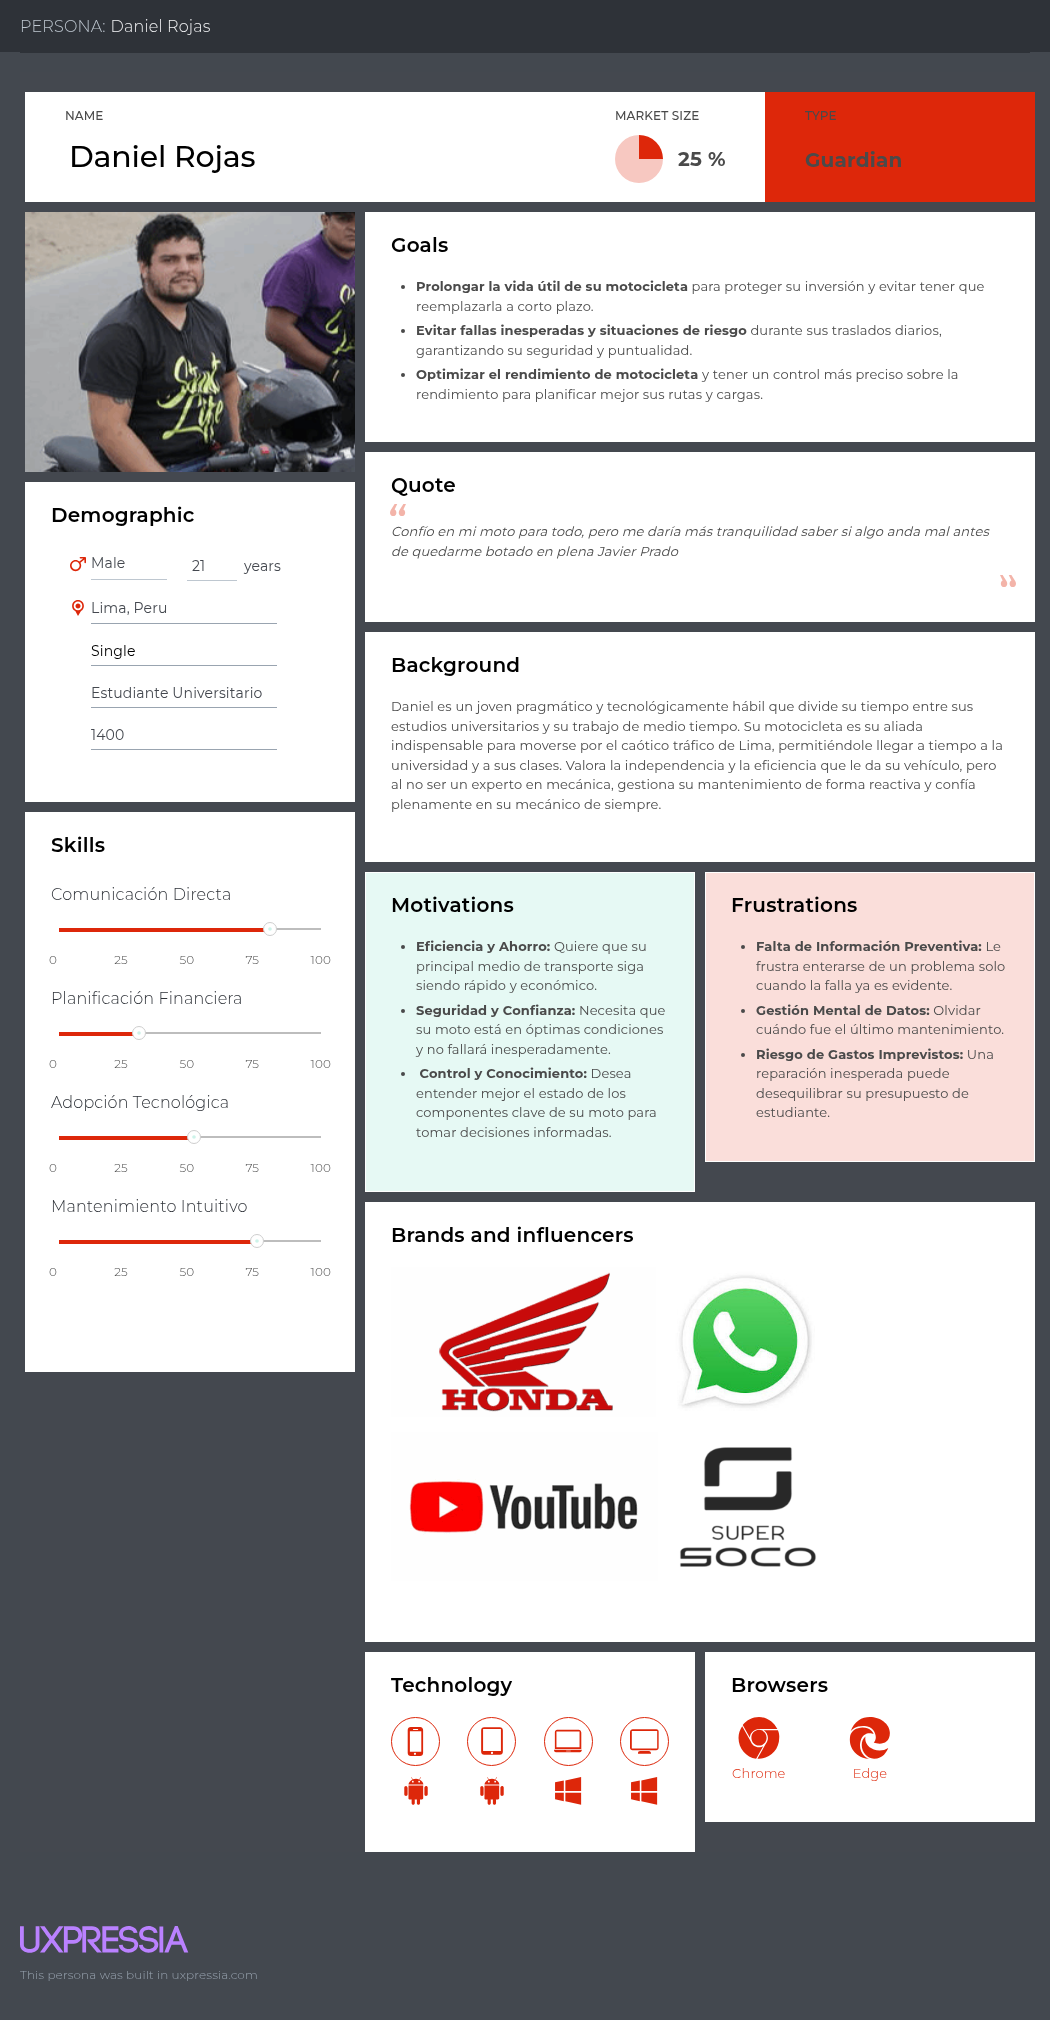 PERSONA: Daniel Rojas
NAME
Daniel Rojas
MARKET SIZE
25 %
TYPE
Guardian
Strat
Life
Goals
Prolongar la vida útil de su motocicleta para proteger su inversión y evitar tener que
reemplazarla a corto plazo.
Evitar fallas inesperadas y situaciones de riesgo durante sus traslados diarios,
garantizando su seguridad y puntualidad.
Optimizar el rendimiento de motocicleta y tener un control más preciso sobre la
rendimiento para planificar mejor sus rutas y cargas.
Quote
“
Confío en mi moto para todo, pero me daría más tranquilidad saber si algo anda mal antes
de quedarme botado en plena Javier Prado
”
Demographic
Male
21 years
Lima, Peru
Single
Estudiante Universitario
1400
Background
Daniel es un joven pragmático y tecnológicamente hábil que divide su tiempo entre sus
estudios universitarios y su trabajo de medio tiempo. Su motocicleta es su aliada
indispensable para moverse por el caótico tráfico de Lima, permitiéndole llegar a tiempo a la
universidad y a sus clases. Valora la independencia y la eficiencia que le da su vehículo, pero
al no ser un experto en mecánica, gestiona su mantenimiento de forma reactiva y confía
plenamente en su mecánico de siempre.
Skills
Comunicación Directa
0 25 50 75 100
Planificación Financiera
0 25 50 75 100
Adopción Tecnológica
0 25 50 75 100
Mantenimiento Intuitivo
0 25 50 75 100
Motivations
Eficiencia y Ahorro: Quiere que su
principal medio de transporte siga
siendo rápido y económico.
Seguridad y Confianza: Necesita que
su moto está en óptimas condiciones
y no fallará inesperadamente.
Control y Conocimiento: Desea
entender mejor el estado de los
componentes clave de su moto para
tomar decisiones informadas.
Frustrations
Falta de Información Preventiva: Le
frustra enterarse de un problema solo
cuando la falla ya es evidente.
Gestión Mental de Datos: Olvidar
cuándo fue el último mantenimiento.
Riesgo de Gastos Imprevistos: Una
reparación inesperada puede
desequilibrar su presupuesto de
estudiante.
Brands and influencers
HONDA
YouTube
SUPER
SOCO
Technology
Browsers
Chrome
Edge
UXPRESSIA
This persona was built in uxpressia.com